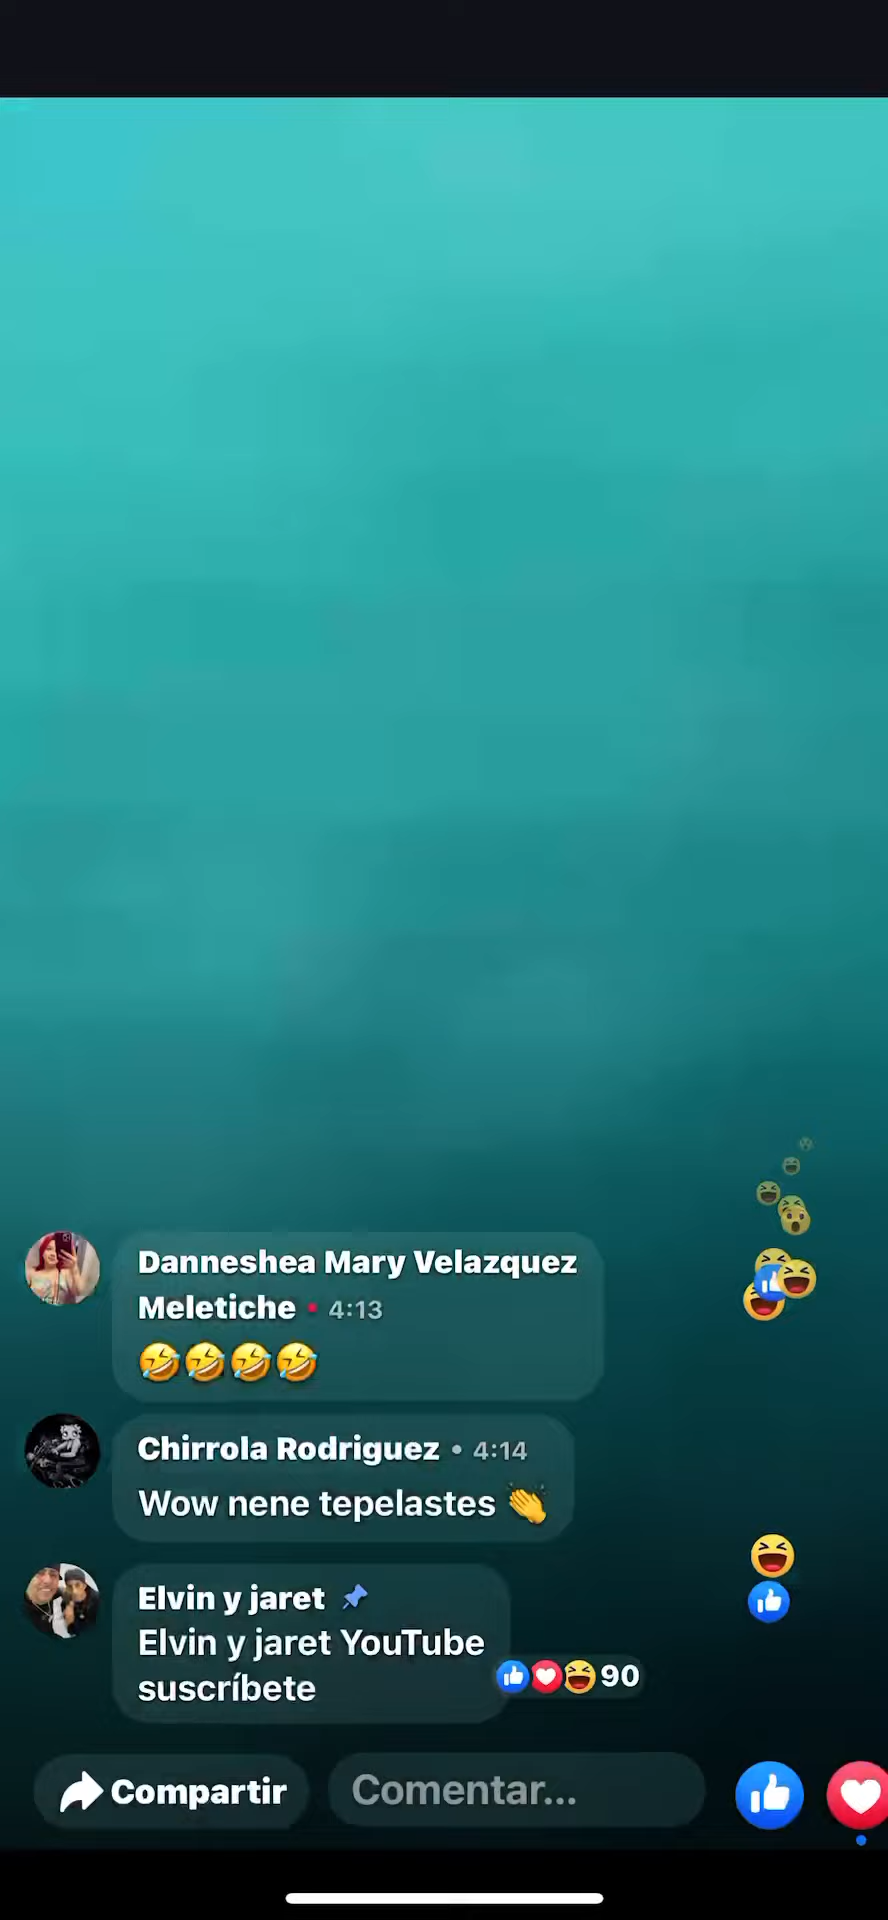 Danneshea Mary Velazquez
Meletiche • 4:13
🤣🤣🤣🤣
Chirrola Rodriguez • 4:14
Wow nene tepelastes 👏
Elvin y jaret 📌
Elvin y jaret YouTube
suscríbete
90
Compartir
Comentar...